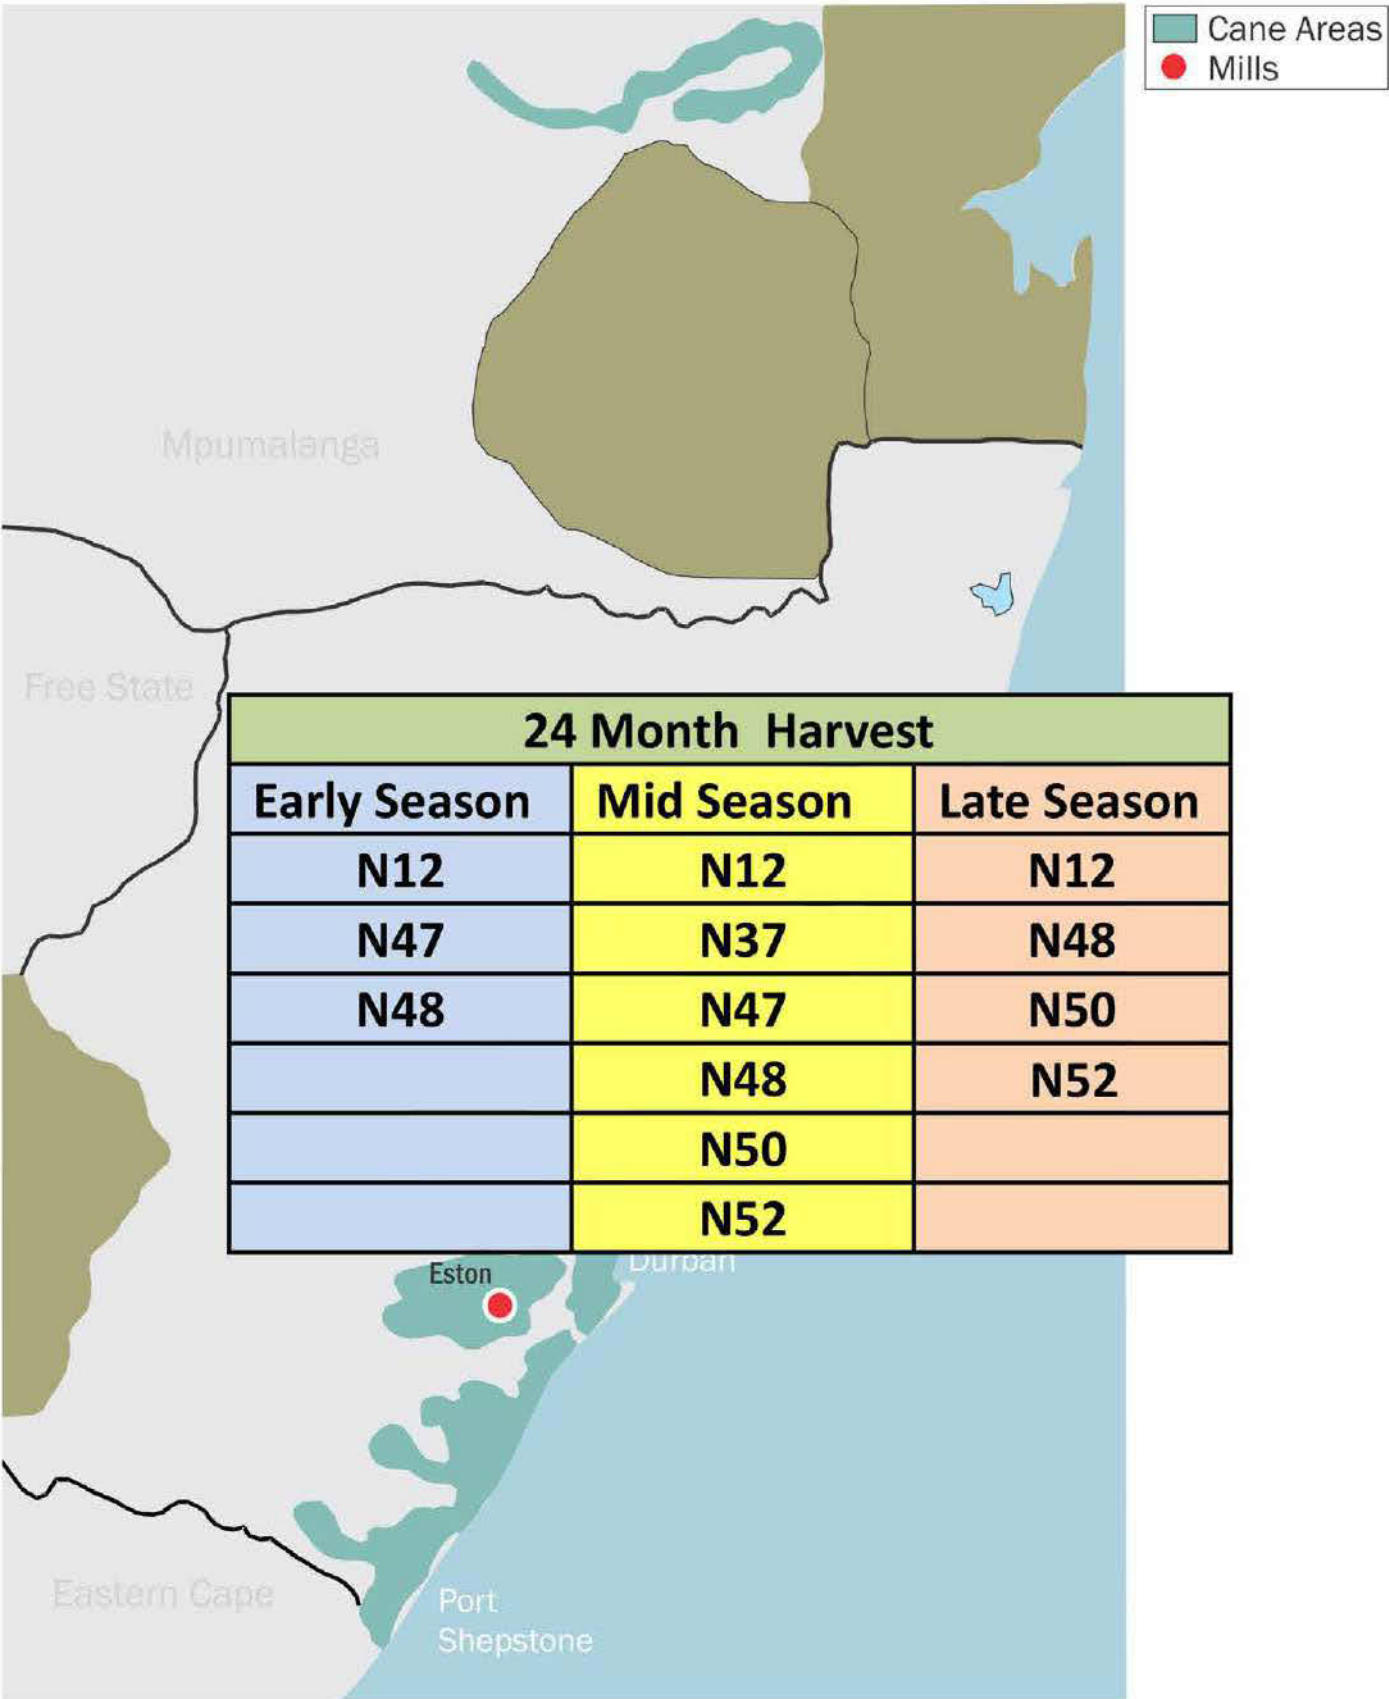 Cane Areas
Mills
Mpumalanga
Free State
24 Month Harvest
Early Season Mid Season Late Season
N12 N12 N12
N47 N37 N48
N48 N47 N50
N48 N52
N50
N52
Durban
Eston
Port
Shepstone
Eastern Cape